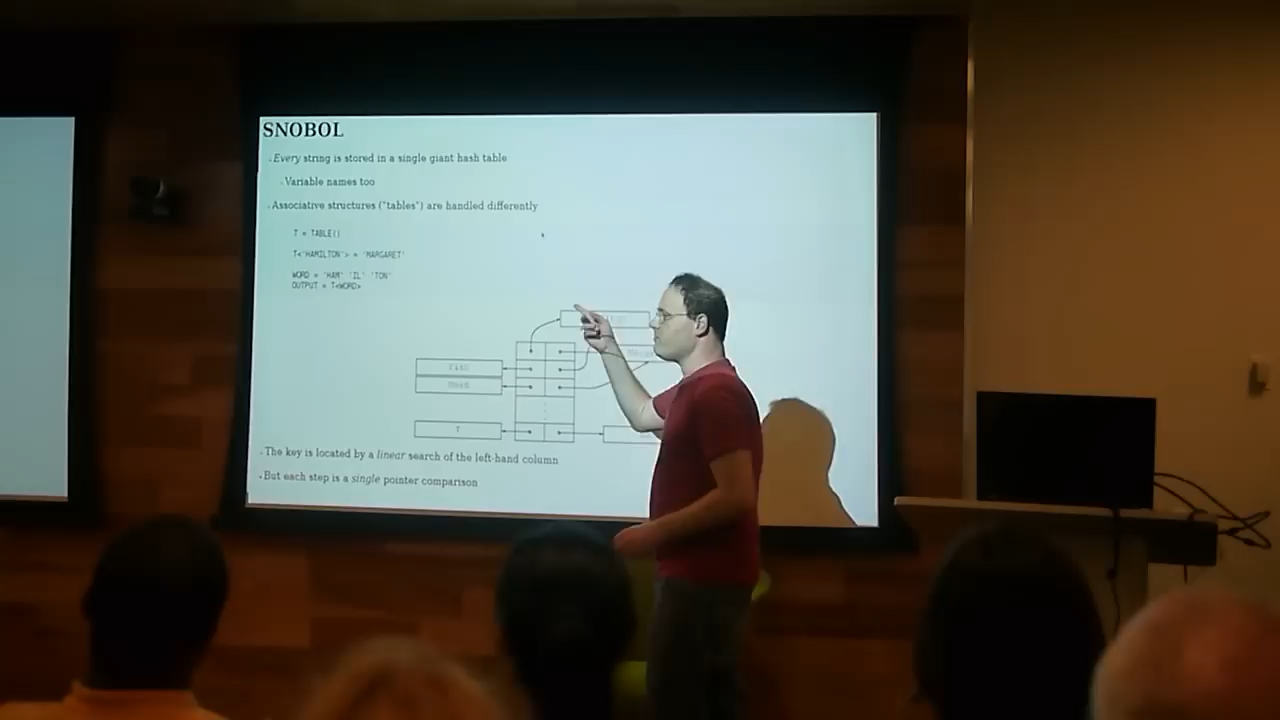 SNOBOL
Every string is stored in a single giant hash table
Variable names too
Associative structures ("tables") are handled differently
T = TABLE()
T<'HAMILTON'> = 'MARGARET'
WORD = 'HAM' 'IL' 'TON'
OUTPUT = T<WORD>
T
The key is located by a linear search of the left-hand column
But each step is a single pointer comparison